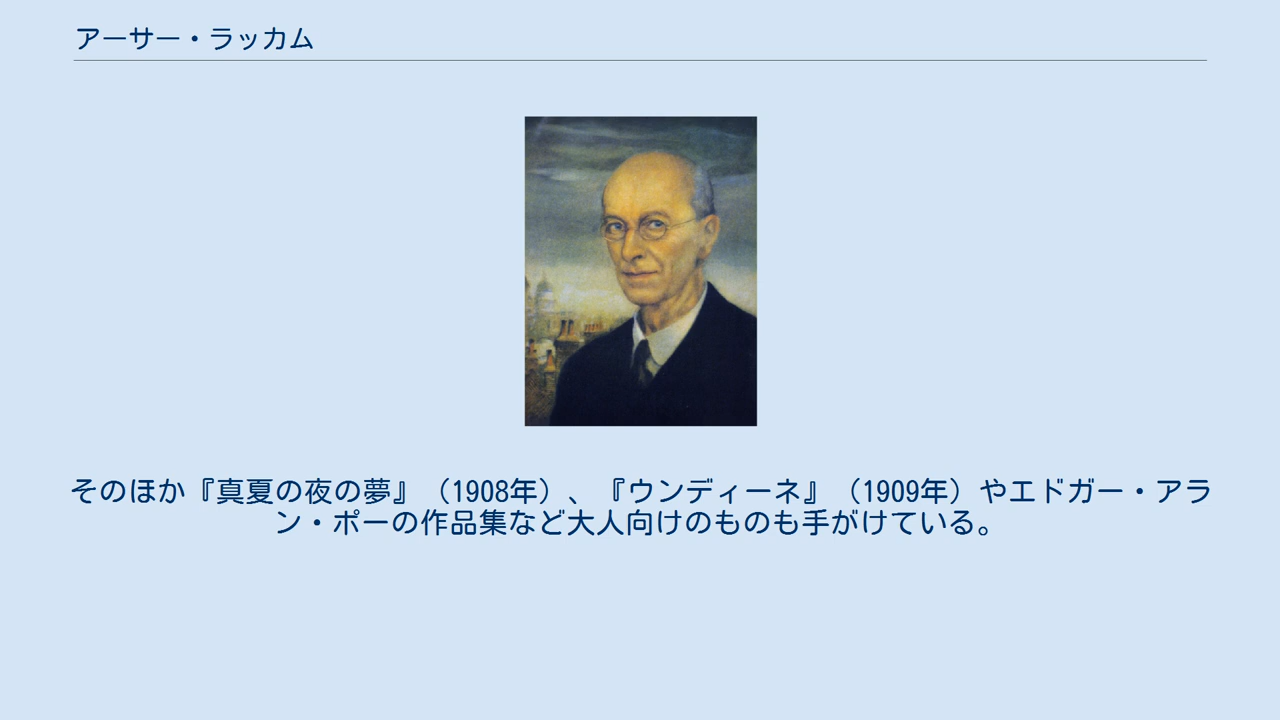 アーサー・ラッカム
そのほか『真夏の夜の夢』（1908年）、『ウンディーネ』（1909年）やエドガー・アラ
ン・ポーの作品集など大人向けのものも手がけている。